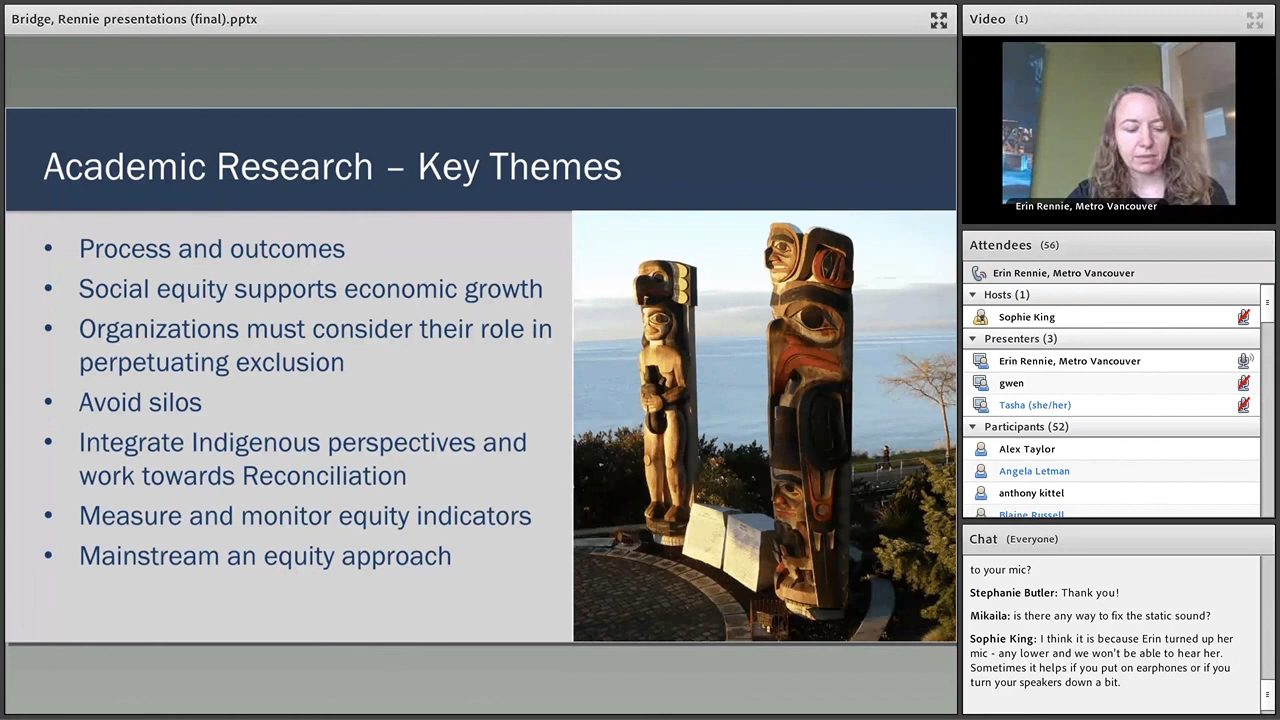 Bridge, Rennie presentations (final).pptx
Academic Research – Key Themes
• Process and outcomes
• Social equity supports economic growth
• Organizations must consider their role in
perpetuating exclusion
• Avoid silos
• Integrate Indigenous perspectives and
work towards Reconciliation
• Measure and monitor equity indicators
• Mainstream an equity approach
Video (1)
Erin Rennie, Metro Vancouver
Attendees (56)
Erin Rennie, Metro Vancouver
Hosts (1)
Sophie King
Presenters (3)
Erin Rennie, Metro Vancouver
gwen
Tasha (she/her)
Participants (52)
Alex Taylor
Angela Letman
anthony kittel
Blaine Russell
Chat (Everyone)
to your mic?
Stephanie Butler: Thank you!
Mikaila: is there any way to fix the static sound?
Sophie King: I think it is because Erin turned up her
mic - any lower and we won't be able to hear her.
Sometimes it helps if you put on earphones or if you
turn your speakers down a bit.